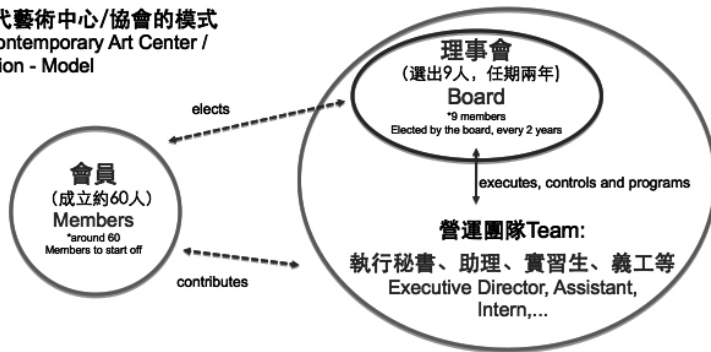 代藝術中心/協會的模式
ontemporary Art Center /
ion - Model
理事會
（選出9人，任期兩年)
Board
*9 members
Elected by the board, every 2 years
elects
會員
（成立約60人）
Members
*around 60
Members to start off
executes, controls and programs
營運團隊Team:
執行秘書、助理、實習生、義工等
Executive Director, Assistant,
Intern,...
contributes